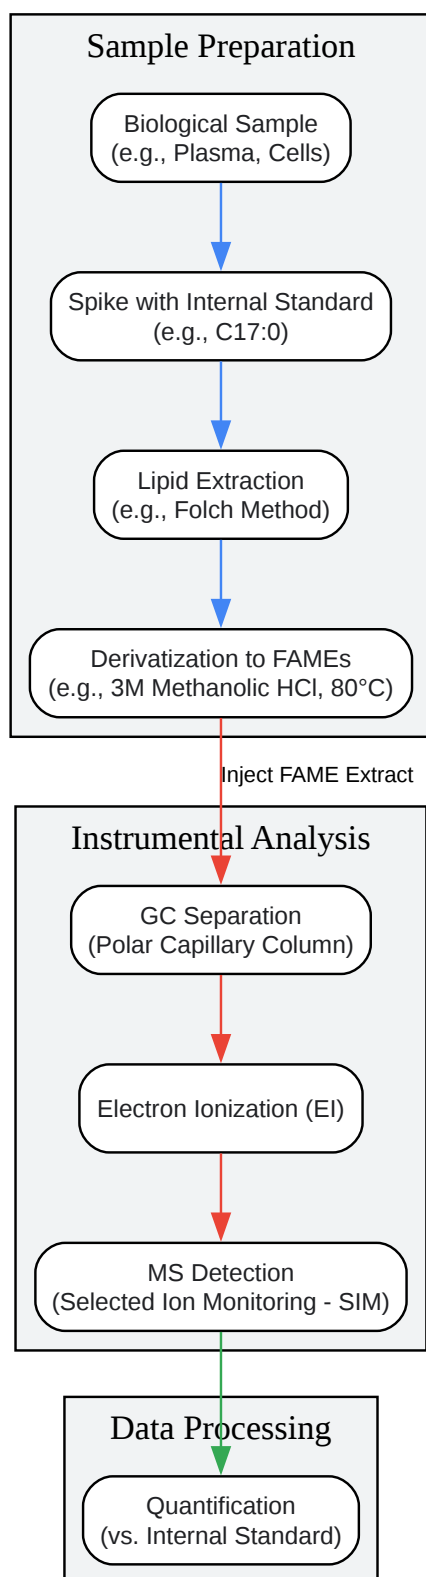 Sample Preparation
Biological Sample
(e.g., Plasma, Cells)
Spike with Internal Standard
(e.g., C17:0)
Lipid Extraction
(e.g., Folch Method)
Derivatization to FAMEs
(e.g., 3M Methanolic HCl, 80°C)
Inject FAME Extract
Instrumental Analysis
GC Separation
(Polar Capillary Column)
Electron Ionization (EI)
MS Detection
(Selected Ion Monitoring - SIM)
Data Processing
Quantification
(vs. Internal Standard)